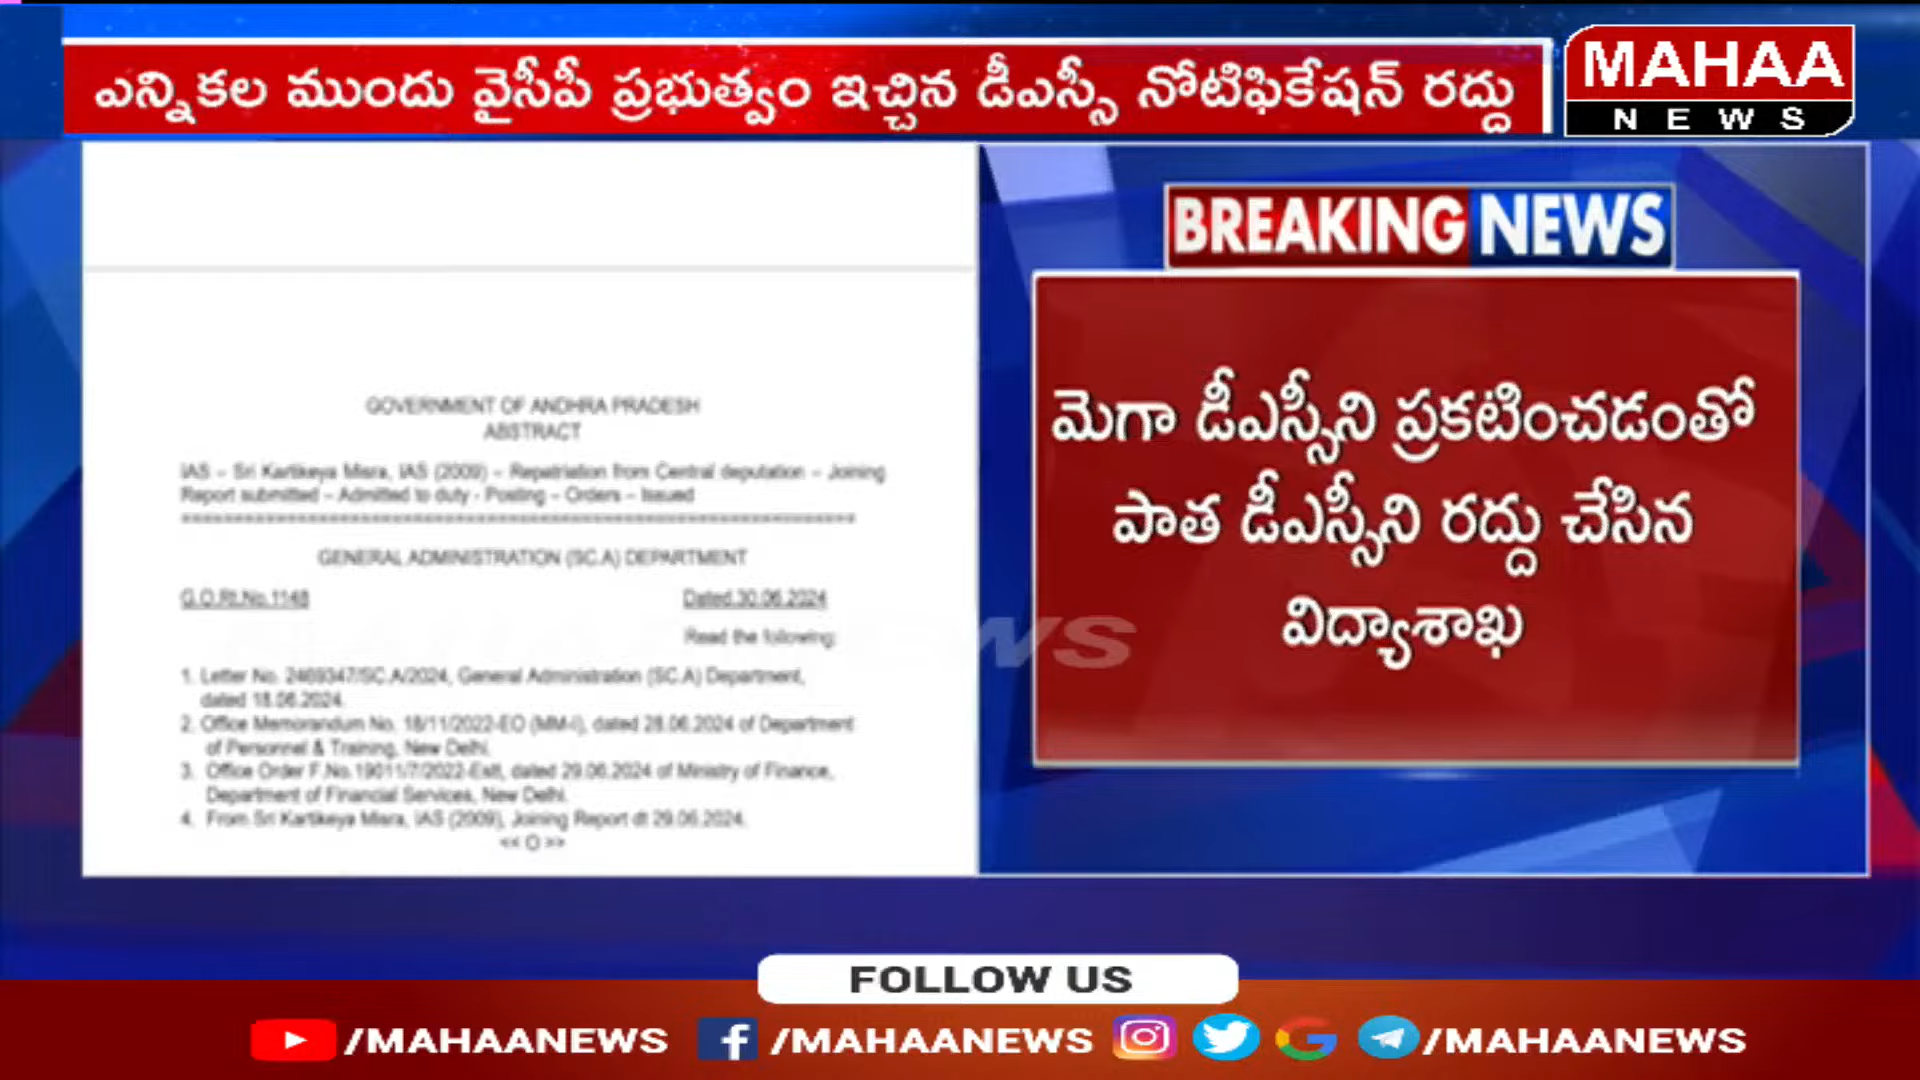 ఎన్నికల ముందు వైసీపీ ప్రభుత్వం ఇచ్చిన డీఎస్సీ నోటిఫికేషన్ రద్దు
MAHAA
NEWS
GOVERNMENT OF ANDHRA PRADESH
ABSTRACT
IAS – Sri Kartikeya Misra, IAS (2009) – Repatriation from Central deputation – Joining
Report submitted – Admitted to duty - Posting – Orders – Issued
GENERAL ADMINISTRATION (SC.A) DEPARTMENT
G.O.Rt.No.1148
Dated.30.06.2024
Read the following:
1. Letter No. 2469347/SC.A/2024, General Administration (SC.A) Department,
dated 18.06.2024.
2. Office Memorandum No. 18/11/2022-EO (MM-I), dated 28.06.2024 of Department
of Personnel & Training, New Delhi.
3. Office Order F.No.19011/7/2022-Estt, dated 29.06.2024 of Ministry of Finance,
Department of Financial Services, New Delhi.
4. From Sri Kartikeya Misra, IAS (2009), Joining Report dt 29.06.2024.
<< O >>
BREAKING NEWS
మెగా డీఎస్సీని ప్రకటించడంతో
పాత డీఎస్సీని రద్దు చేసిన
విద్యాశాఖ
FOLLOW US
/MAHAANEWS
/MAHAANEWS
/MAHAANEWS